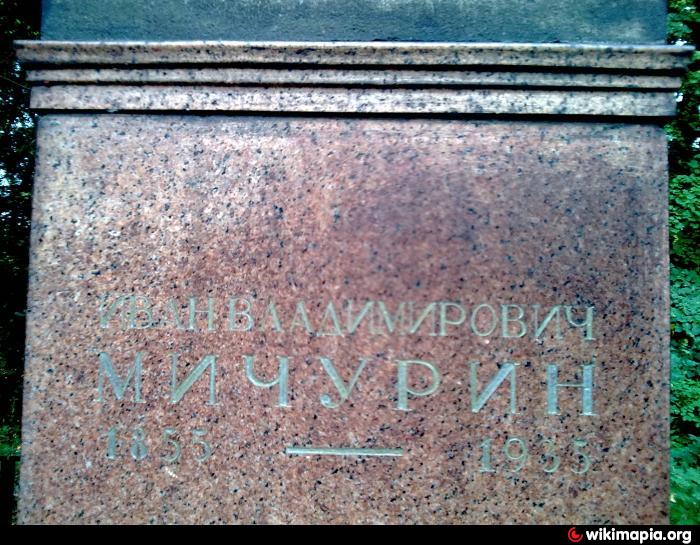 ИВАН ВЛАДИМИРОВИЧ
МИЧУРИН
1855 — 1935
wikimapia.org